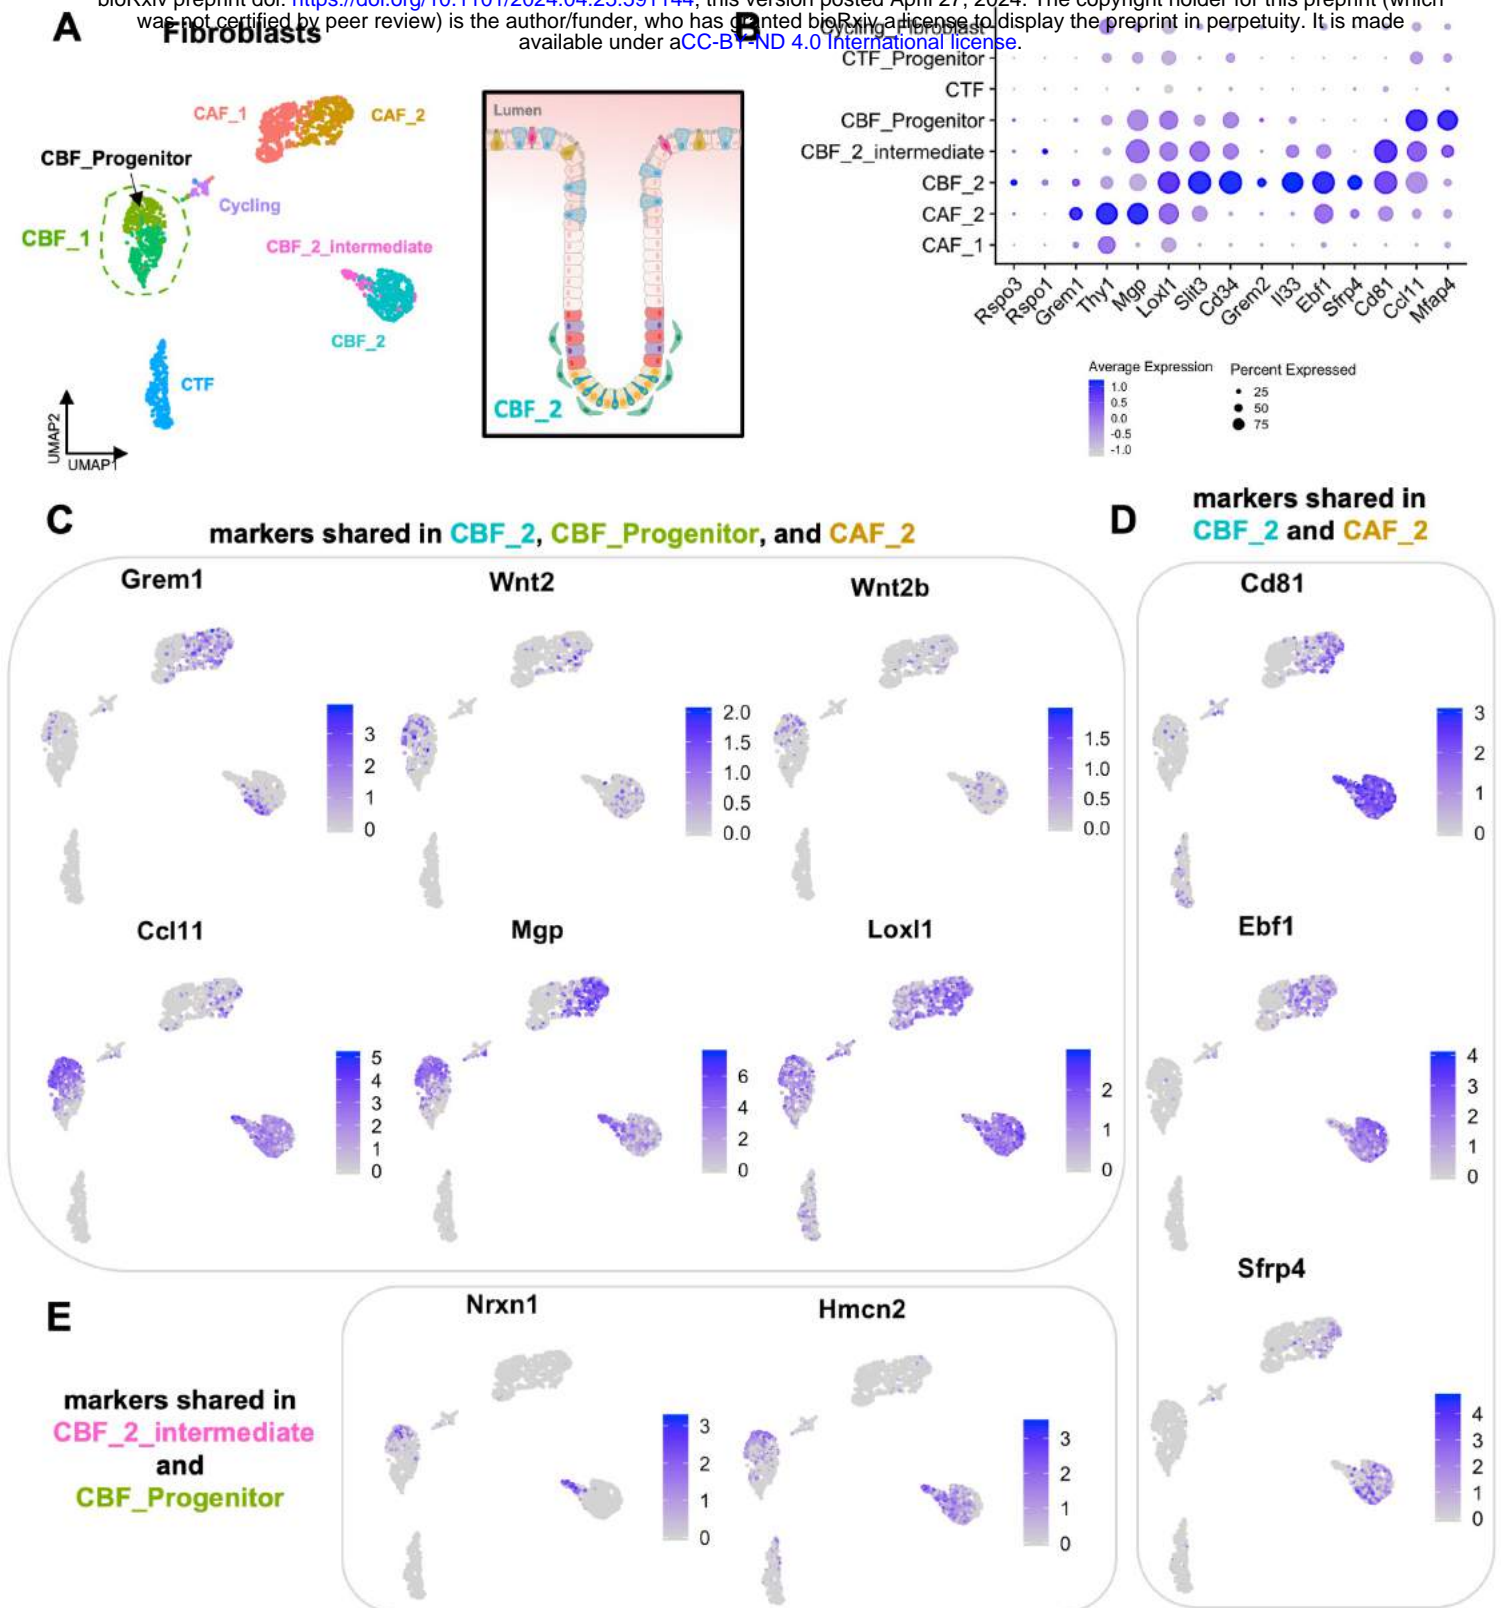 bioRxiv preprint doi: https://doi.org/10.1101/2024.04.25.591144; this version posted April 27, 2024. The copyright holder for this preprint (which
was not certified by peer review) is the author/funder, who has granted bioRxiv a license to display the preprint in perpetuity. It is made
available under aCC-BY-ND 4.0 International license.
A
Fibroblasts
CAF_1
CAF_2
CBF_Progenitor
Cycling
CBF_1
CBF_2_intermediate
CBF_2
CTF
UMAP2
UMAP1
Lumen
CBF_2
B
Cycling_Fibroblast
CTF_Progenitor
CTF
CBF_Progenitor
CBF_2_intermediate
CBF_2
CAF_2
CAF_1
Rspo3
Rspo1
Grem1
Thy1
Mgp
Loxl1
Slit3
Cd34
Grem2
Il33
Ebf1
Sfrp4
Cd81
Ccl11
Mfap4
Average Expression
1.0
0.5
0.0
-0.5
-1.0
Percent Expressed
25
50
75
C
markers shared in CBF_2, CBF_Progenitor, and CAF_2
Grem1
3
2
1
0
Wnt2
2.0
1.5
1.0
0.5
0.0
Wnt2b
1.5
1.0
0.5
0.0
Ccl11
5
4
3
2
1
0
Mgp
6
4
2
0
Loxl1
2
1
0
D
markers shared in
CBF_2 and CAF_2
Cd81
3
2
1
0
Ebf1
4
3
2
1
0
Sfrp4
4
3
2
1
0
E
markers shared in
CBF_2_intermediate
and
CBF_Progenitor
Nrxn1
3
2
1
0
Hmcn2
3
2
1
0